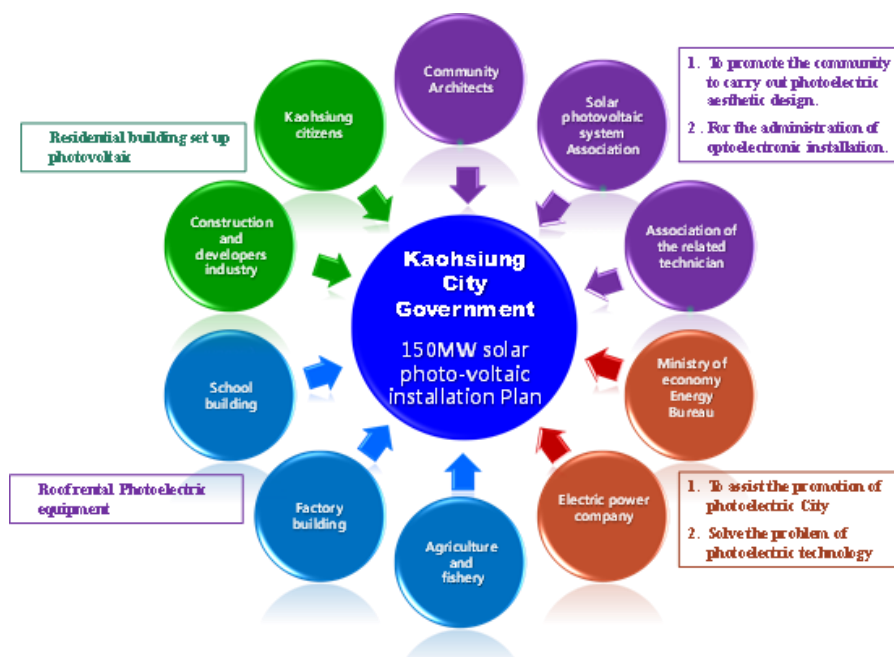 Community
Architects
Kaohsiung
citizens
Solar
photovoltaic
system
Association
1. To promote the community
to carry out photoelectric
aesthetic design.
2 . For the administration of
optoelectronic installation.
Residential building set up
photovoltaic
Construction
and
developers
industry
Association of
the related
technician
Kaohsiung
City
Government
150MW solar
photo-voltaic
installation Plan
School
building
Ministry of
economy
Energy
Bureau
Roof rental Photoelectric
equipment
Factory
building
Agriculture
and
fishery
Electric power
company
1. To assist the promotion of
photoelectric City
2. Solve the problem of
photoelectric technology